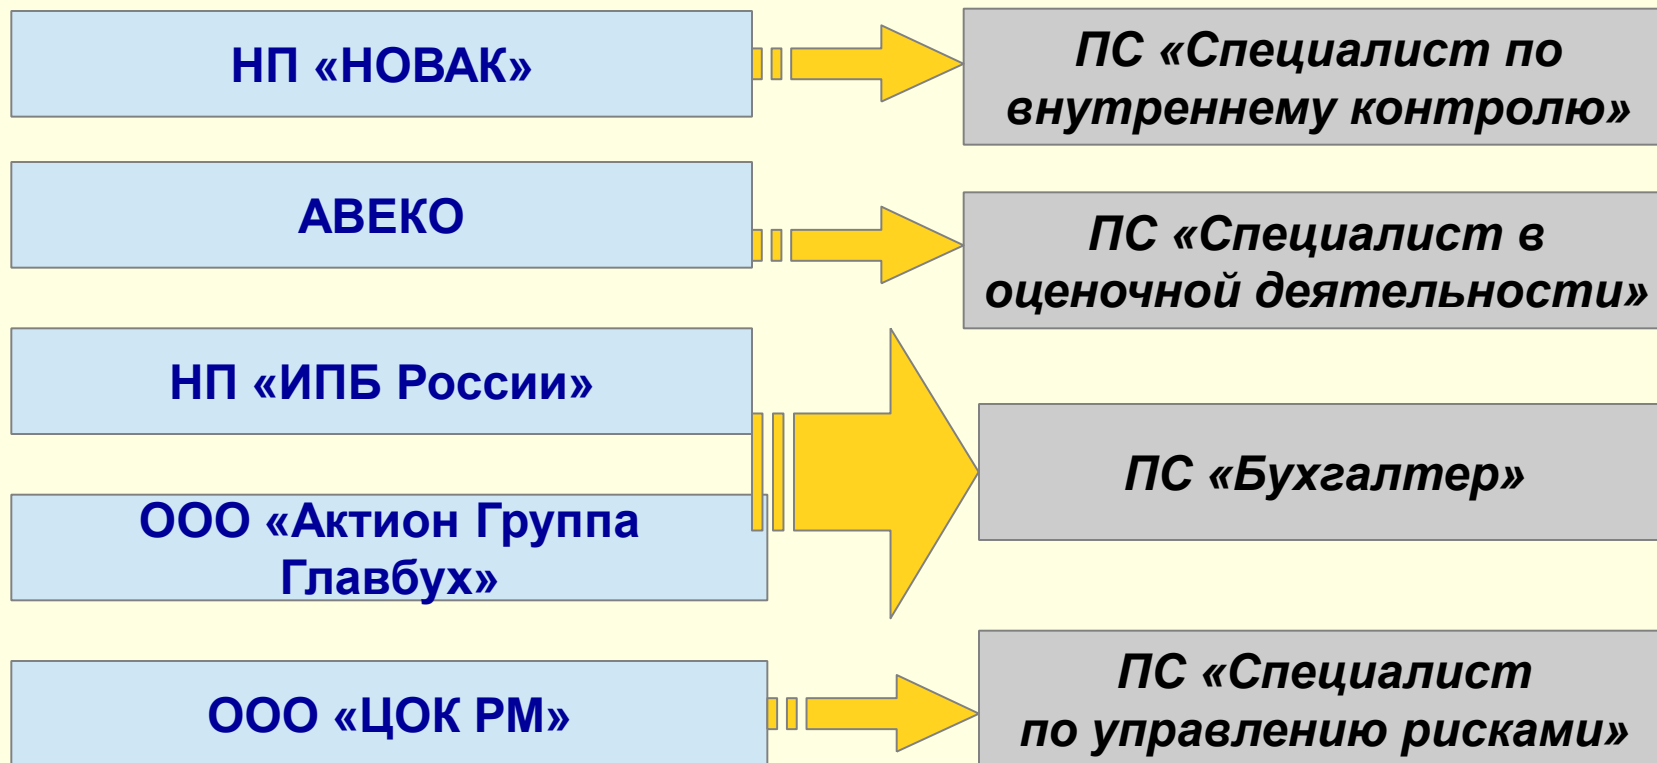 НП «НОВАК»
ПС «Специалист по
внутреннему контролю»
АВЕКО
ПС «Специалист в
оценочной деятельности»
НП «ИПБ России»
ООО «Актион Группа
Главбух»
ПС «Бухгалтер»
ООО «ЦОК РМ»
ПС «Специалист
по управлению рисками»